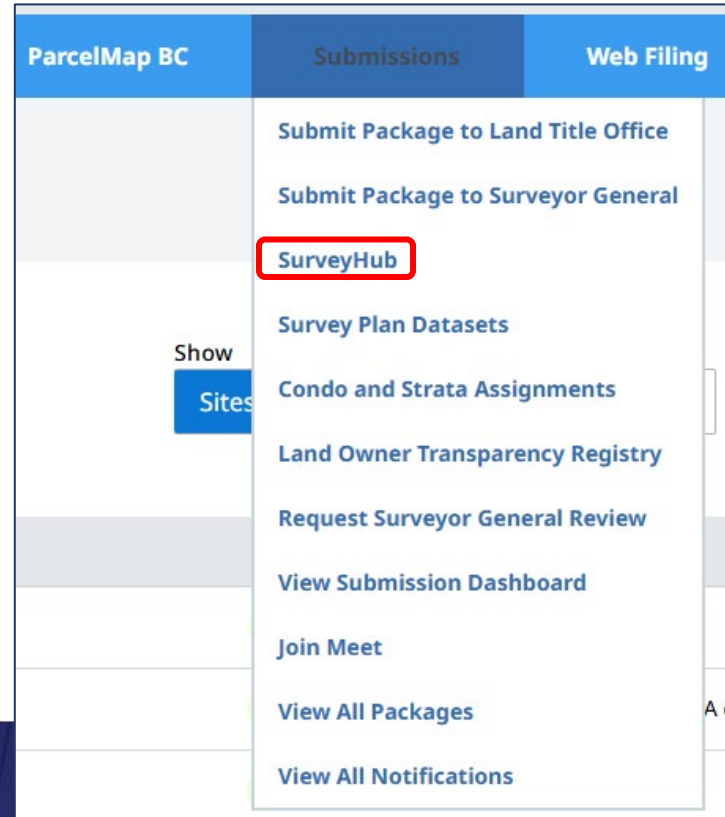 ParcelMap BC
Submissions
Web Filing
Submit Package to Land Title Office
Submit Package to Surveyor General
SurveyHub
Survey Plan Datasets
Show
Sites
Condo and Strata Assignments
Land Owner Transparency Registry
Request Surveyor General Review
View Submission Dashboard
Join Meet
View All Packages
A
View All Notifications